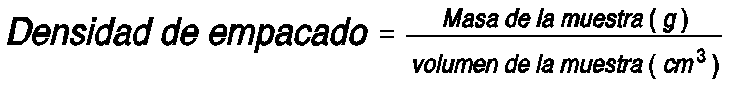 Densidad de empacado = Masa de la muestra ( g ) / volumen de la muestra ( cm³ )